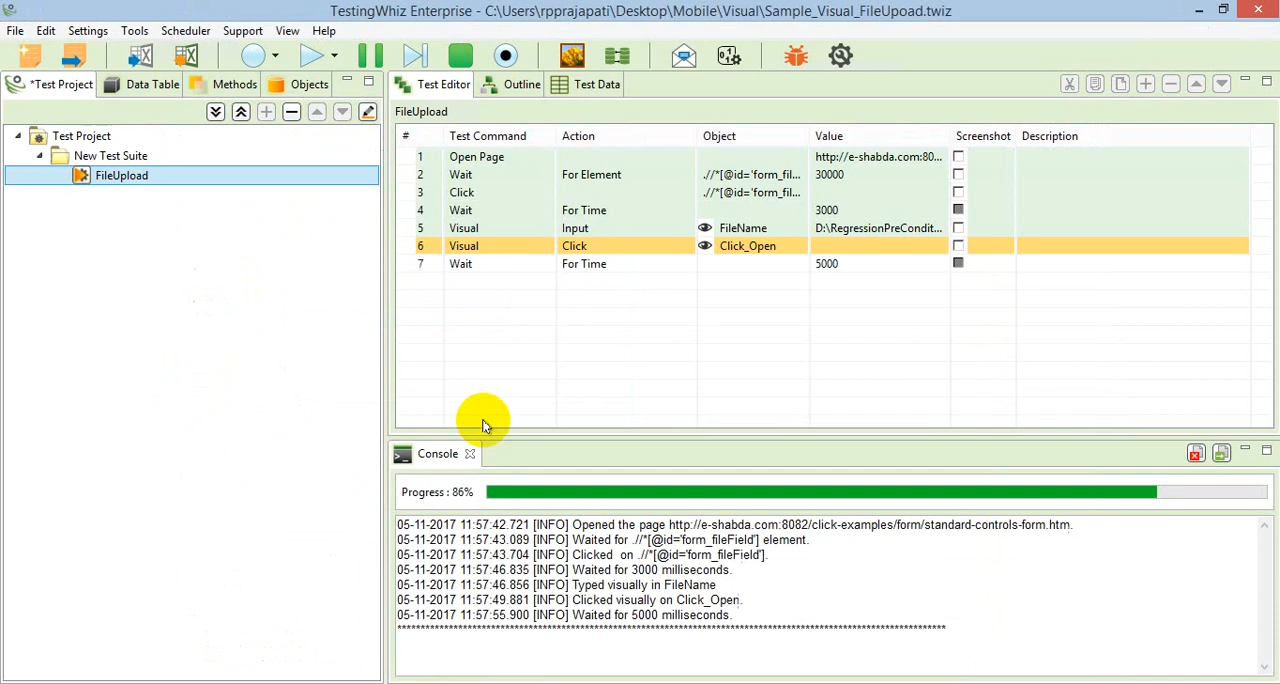 TestingWhiz Enterprise - C:\Users\rpprajapati\Desktop\Mobile\Visual\Sample_Visual_FileUpoad.twiz
File Edit Settings Tools Scheduler Support View Help
*Test Project Data Table Methods Objects
Test Project
New Test Suite
FileUpload
Test Editor Outline Test Data
FileUpload
# Test Command Action Object Value Screenshot Description
1 Open Page http://e-shabda.com:80...
2 Wait For Element .//*[@id='form_fil... 30000
3 Click .//*[@id='form_fil...
4 Wait For Time 3000
5 Visual Input FileName D:\RegressionPreCondit...
6 Visual Click Click_Open
7 Wait For Time 5000
Console
Progress : 86%
05-11-2017 11:57:42.721 [INFO] Opened the page http://e-shabda.com:8082/click-examples/form/standard-controls-form.htm.
05-11-2017 11:57:43.089 [INFO] Waited for .//*[@id='form_fileField'] element.
05-11-2017 11:57:43.704 [INFO] Clicked  on .//*[@id='form_fileField'].
05-11-2017 11:57:46.835 [INFO] Waited for 3000 milliseconds.
05-11-2017 11:57:46.856 [INFO] Typed visually in FileName
05-11-2017 11:57:49.881 [INFO] Clicked visually on Click_Open.
05-11-2017 11:57:55.900 [INFO] Waited for 5000 milliseconds.